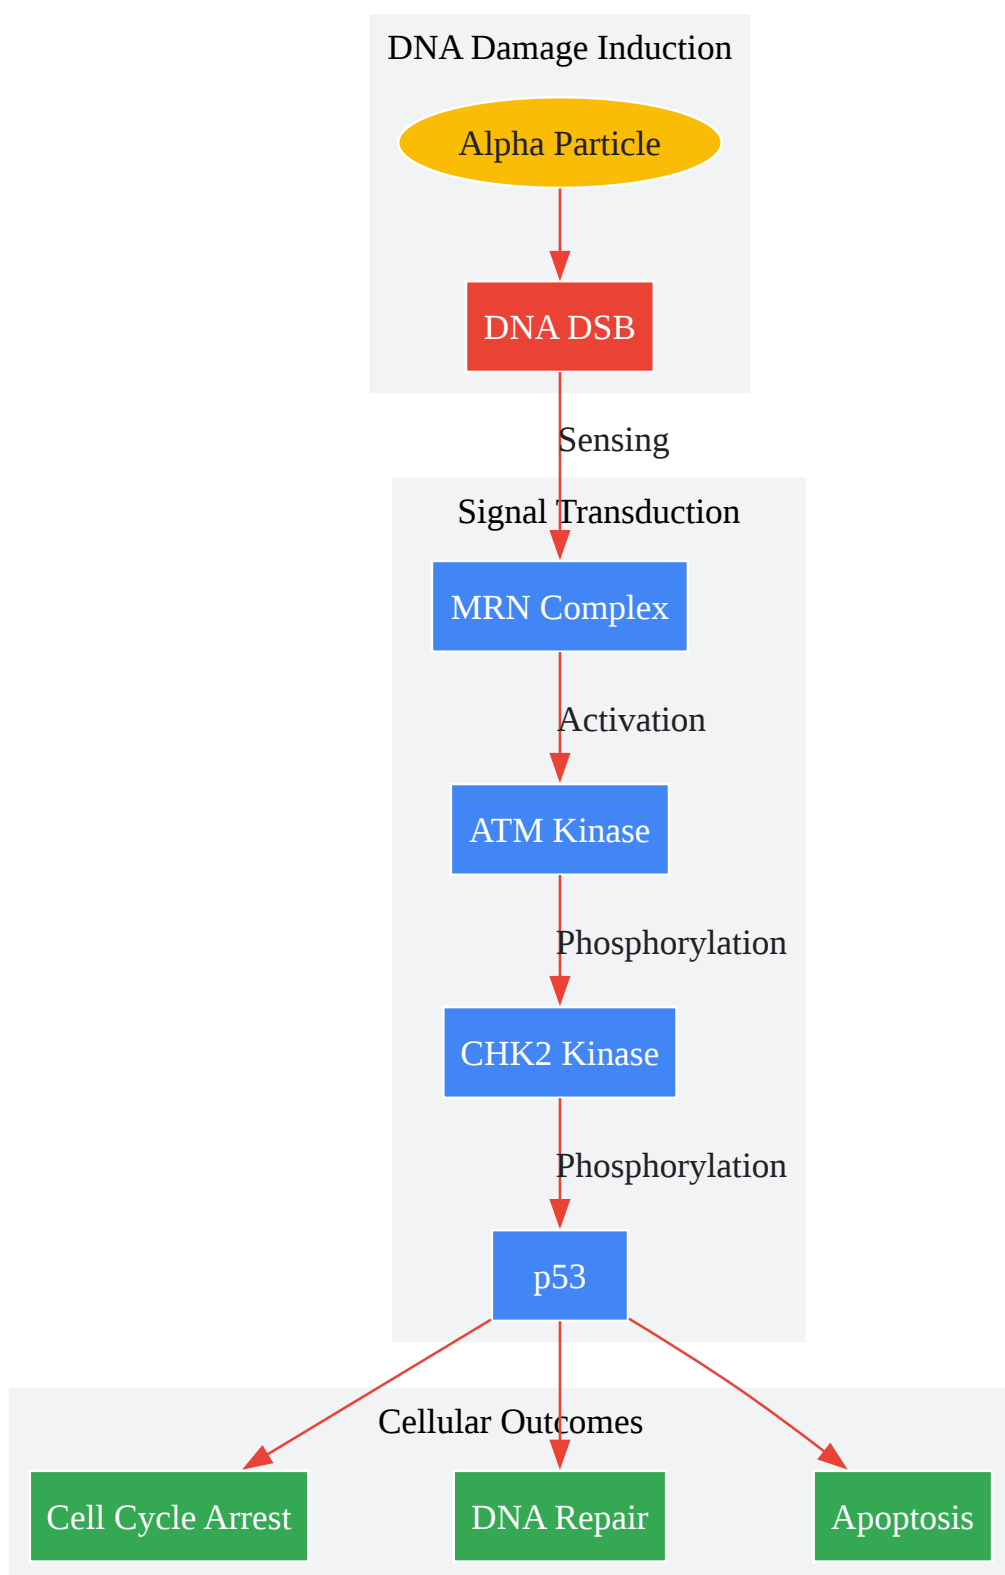 DNA Damage Induction
Alpha Particle
DNA DSB
Sensing
Signal Transduction
MRN Complex
Activation
ATM Kinase
Phosphorylation
CHK2 Kinase
Phosphorylation
p53
Cellular Outcomes
Cell Cycle Arrest
DNA Repair
Apoptosis